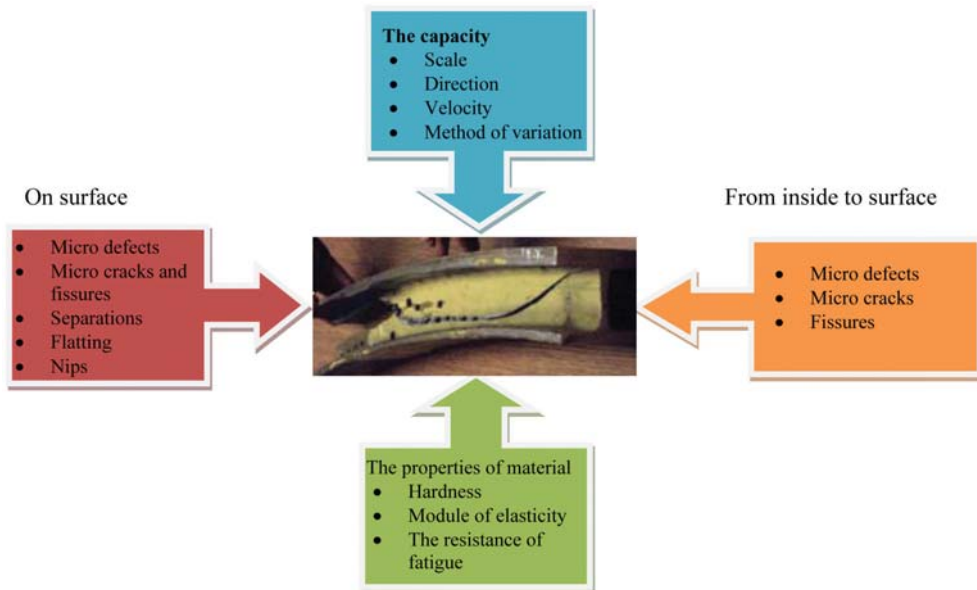 The capacity
• Scale
• Direction
• Velocity
• Method of variation
On surface
• Micro defects
• Micro cracks and
fissures
• Separations
• Flatting
• Nips
From inside to surface
• Micro defects
• Micro cracks
• Fissures
The properties of material
• Hardness
• Module of elasticity
• The resistance of
fatigue